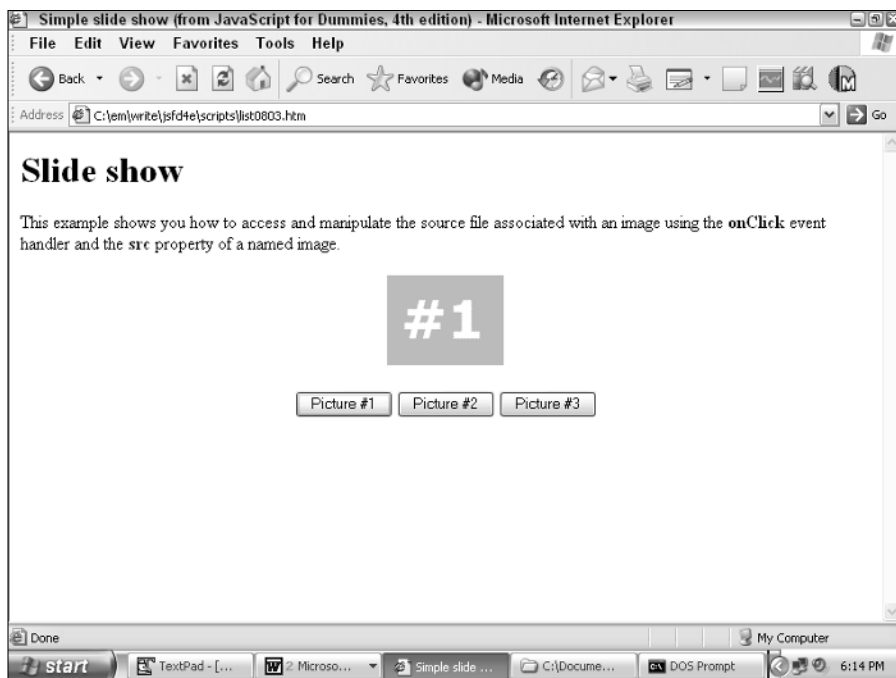 Simple slide show (from JavaScript for Dummies, 4th edition) - Microsoft Internet Explorer
File Edit View Favorites Tools Help
Back Search Favorites Media
Address C:\em\write\jsfd4e\scripts\list0803.htm Go
Slide show
This example shows you how to access and manipulate the source file associated with an image using the onClick event
handler and the src property of a named image.
#1
Picture #1 Picture #2 Picture #3
Done My Computer
start TextPad - [... 2 Microso... Simple slide ... C:\Docume... DOS Prompt 6:14 PM